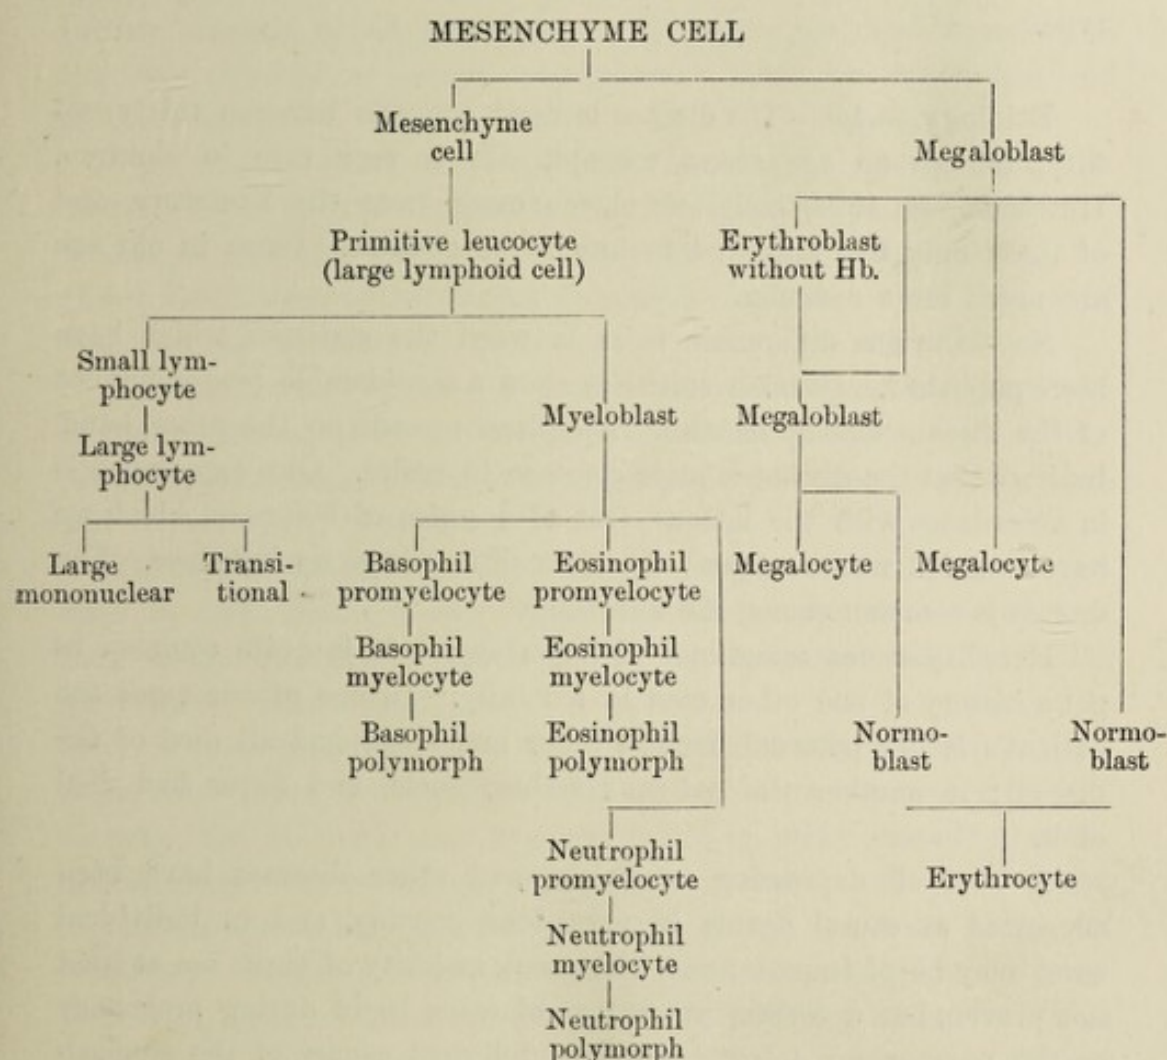 MESENCHYME CELL
Mesenchyme
cell
Megaloblast
Primitive leucocyte
(large lymphoid cell)
Erythroblast
without Hb.
Small lym-
phocyte
Large lym-
phocyte
Myeloblast
Megaloblast
Large
mononuclear
Transi-
tional
Basophil
promyelocyte
Eosinophil
promyelocyte
Megalocyte
Megalocyte
Basophil
myelocyte
Eosinophil
myelocyte
Basophil
polymorph
Eosinophil
polymorph
Normo-
blast
Normo-
blast
Neutrophil
promyelocyte
Erythrocyte
Neutrophil
myelocyte
Neutrophil
polymorph